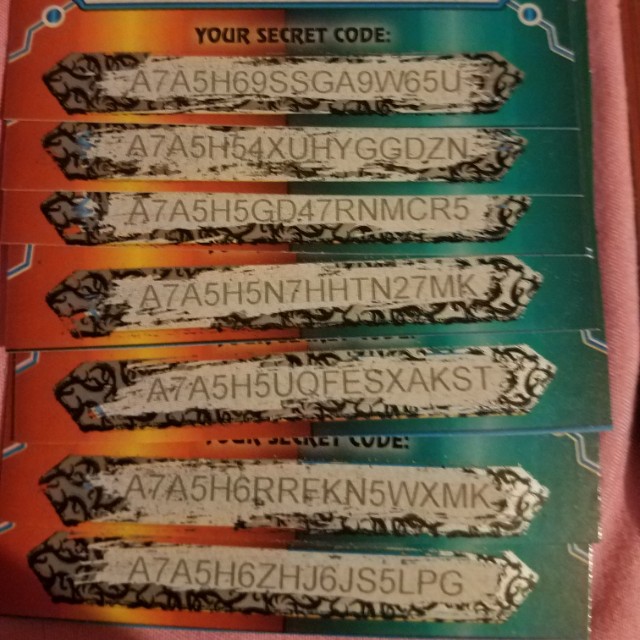 YOUR SECRET CODE:
A7A5H69SSGA9W65U
A7A5H54XUHYGGDZN
A7A5H5GD47RNMCR5
A7A5H5N7HHTN27MK
A7A5H5UQFESXAKST
YOUR SECRET CODE:
A7A5H6RRFKN5WXMK
A7A5H6ZHJ6JS5LPG